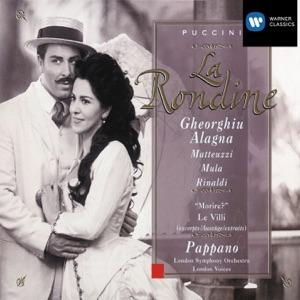 WARNER
CLASSICS
PUCCINI
La
Rondine
Gheorghiu
Alagna
Matteuzzi
Mula
Rinaldi
"Morire?"
Le Villi
(excerpts/Auszüge/extraits)
Pappano
London Symphony Orchestra
London Voices